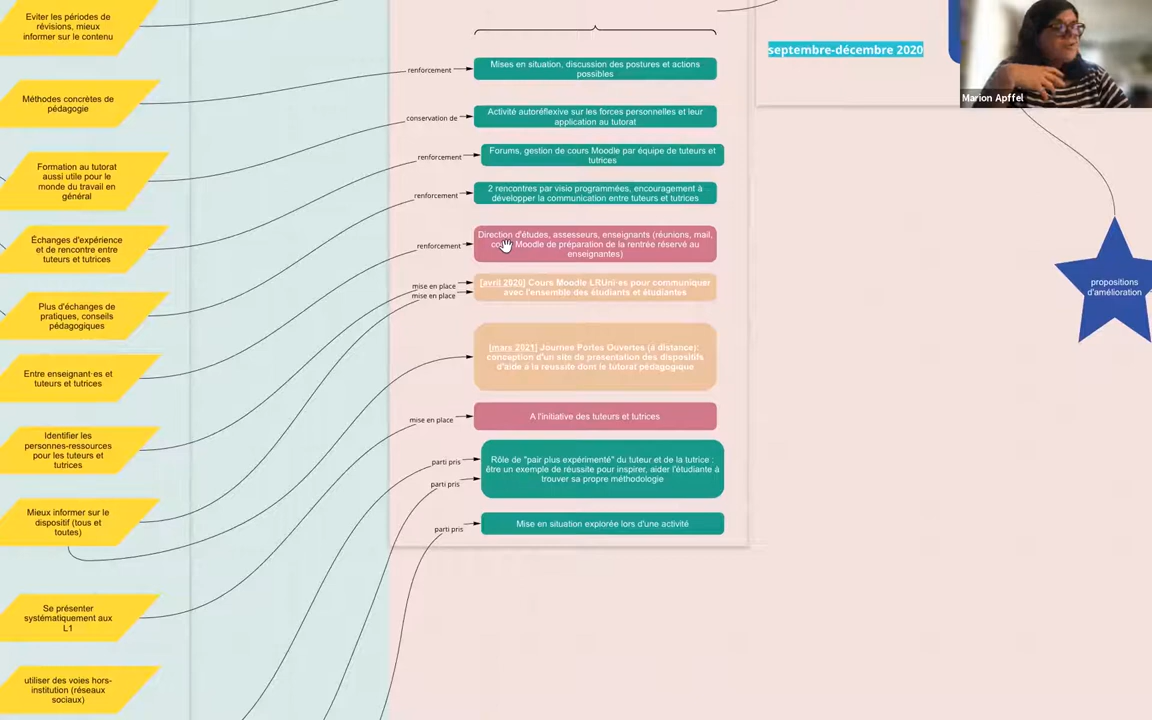 Eviter les périodes de
révisions, mieux
informer sur le contenu
Méthodes concrètes de
pédagogie
Formation au tutorat
aussi utile pour le
monde du travail en
général
Échanges d'expérience
et de rencontre entre
tuteurs et tutrices
Plus d'échanges de
pratiques, conseils
pédagogiques
Entre enseignant·es et
tuteurs et tutrices
Identifier les
personnes-ressources
pour les tuteurs et
tutrices
Mieux informer sur le
dispositif (tous et
toutes)
Se présenter
systématiquement aux
L1
utiliser des voies hors-
institution (réseaux
sociaux)
renforcement
Mises en situation, discussion des postures et actions
possibles
conservation de
Activité autoréflexive sur les forces personnelles et leur
application au tutorat
renforcement
Forums, gestion de cours Moodle par équipe de tuteurs et
tutrices
renforcement
2 rencontres par visio programmées, encouragement à
développer la communication entre tuteurs et tutrices
renforcement
Direction d'études, assesseurs, enseignants (réunions, mail,
Moodle de préparation de la rentrée réservé au
enseignantes)
mise en place
mise en place
[avril 2020] Cours Moodle LRUni·es pour communiquer
avec l'ensemble des étudiants et étudiantes
[mars 2021] Journée Portes Ouvertes (à distance):
conception d'un site de présentation des dispositifs
d'aide à la réussite dont le tutorat pédagogique
mise en place
A l'initiative des tuteurs et tutrices
parti pris
parti pris
Rôle de "pair plus expérimenté" du tuteur et de la tutrice :
être un exemple de réussite pour inspirer, aider l'étudiante à
trouver sa propre méthodologie
parti pris
Mise en situation explorée lors d'une activité
septembre-décembre 2020
Marion Apffel
propositions
d'amélioration